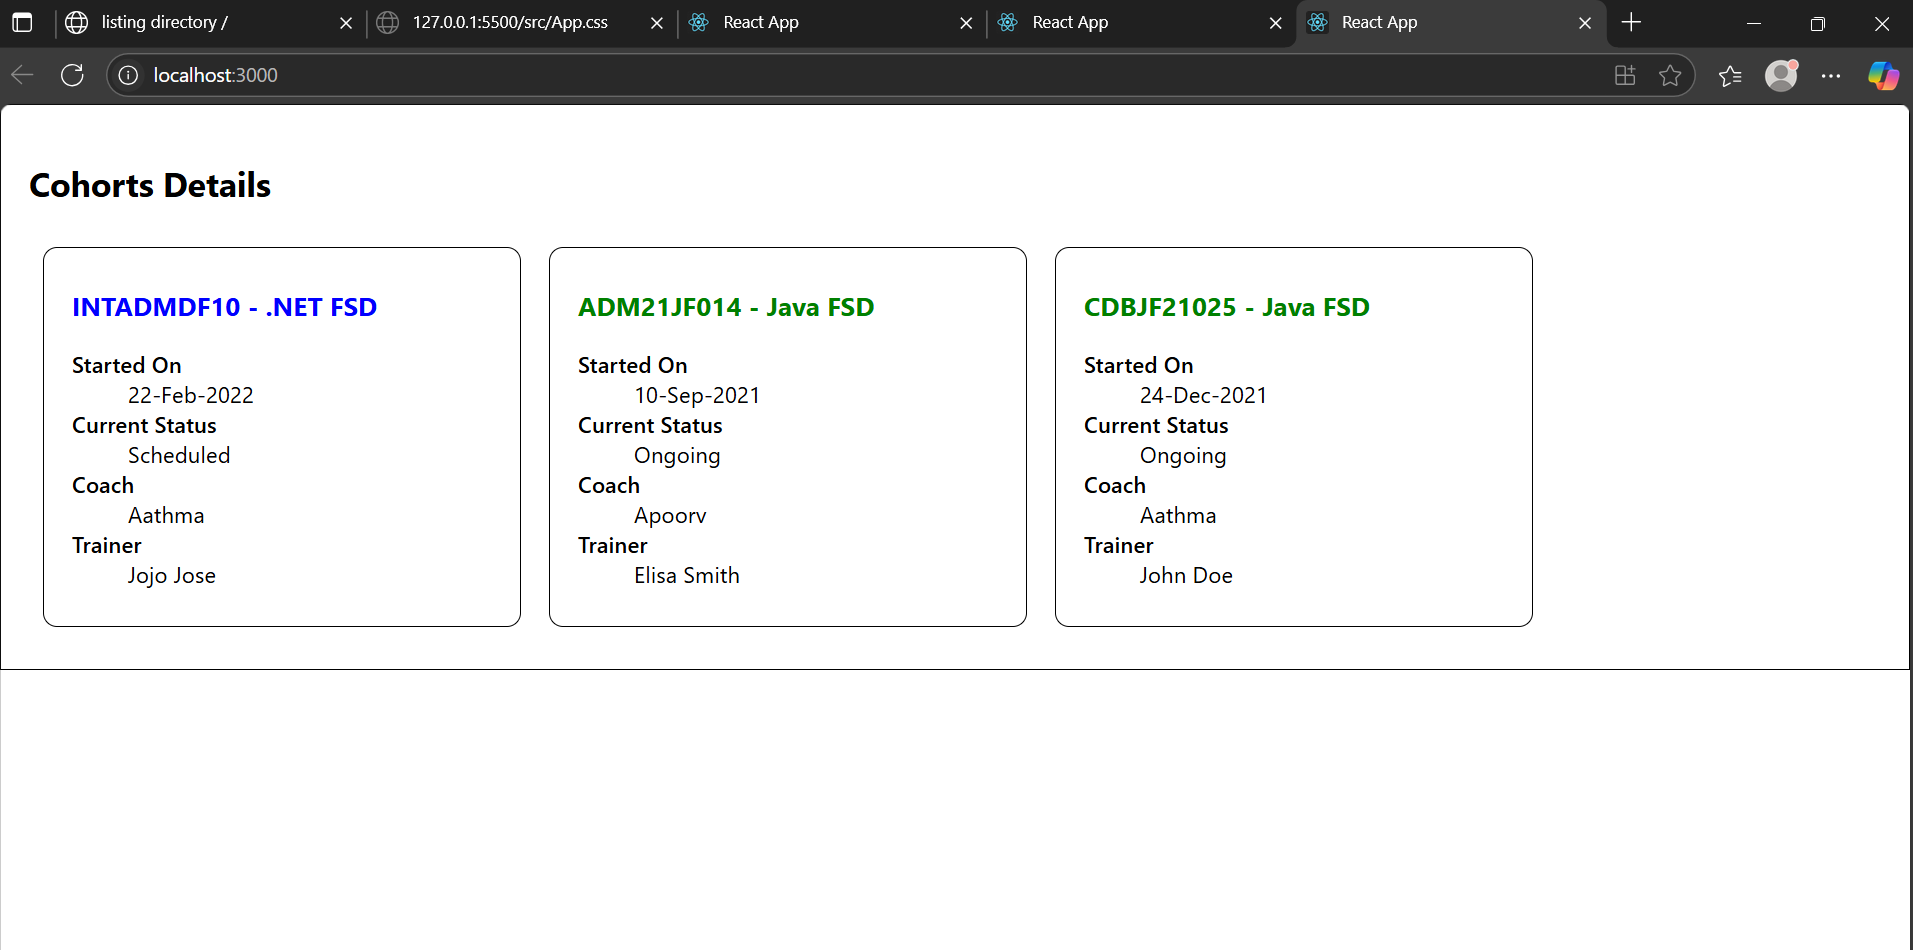 listing directory /
127.0.0.1:5500/src/App.css
React App
React App
React App
localhost:3000
Cohorts Details
INTADMDF10 - .NET FSD
Started On
22-Feb-2022
Current Status
Scheduled
Coach
Aathma
Trainer
Jojo Jose
ADM21JF014 - Java FSD
Started On
10-Sep-2021
Current Status
Ongoing
Coach
Apoorv
Trainer
Elisa Smith
CDBJF21025 - Java FSD
Started On
24-Dec-2021
Current Status
Ongoing
Coach
Aathma
Trainer
John Doe